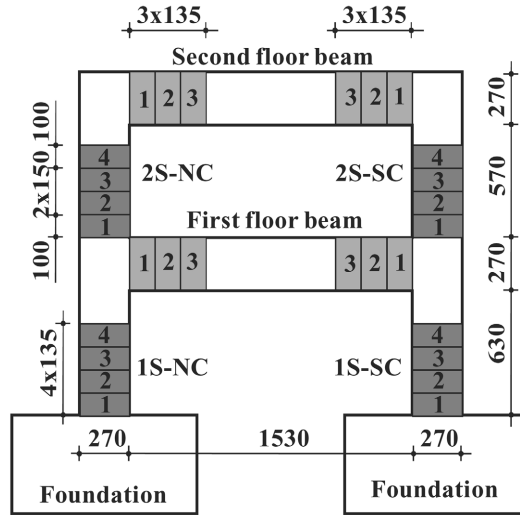 3x135 3x135
Second floor beam
1 2 3 3 2 1
270
100
4 4
2S-NC 2S-SC
3 3
2x150
570
2 2
First floor beam
1 1
100
1 2 3 3 2 1
270
4 4
1S-NC 1S-SC
3 3
4x135
630
2 2
1 1
270 1530 270
Foundation Foundation